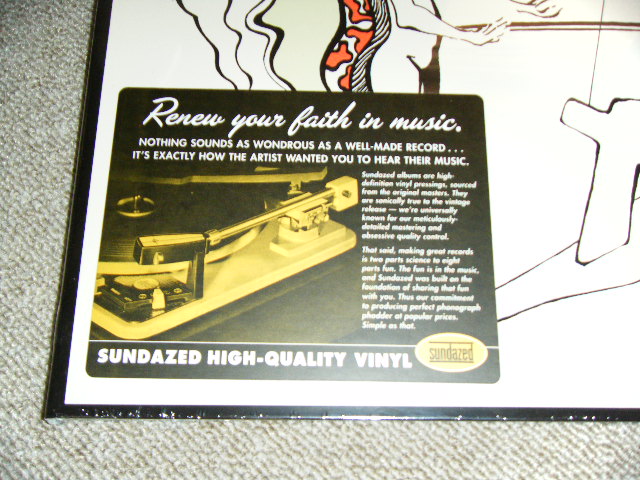 Renew your faith in music.
NOTHING SOUNDS AS WONDROUS AS A WELL-MADE RECORD...
IT'S EXACTLY HOW THE ARTIST WANTED YOU TO HEAR THEIR MUSIC.
Sundazed albums are high-
definition vinyl pressings, sourced
from the original masters. They
are sonically true to the vintage
release — we're universally
known for our meticulously-
detailed mastering and
obsessive quality control.
That said, making great records
is two parts science to eight
parts fun. The fun is in the music,
and Sundazed was built on the
foundation of sharing that fun
with you. Thus our commitment
to producing perfect phonograph
phodder at popular prices.
Simple as that.
SUNDAZED HIGH-QUALITY VINYL
sundazed